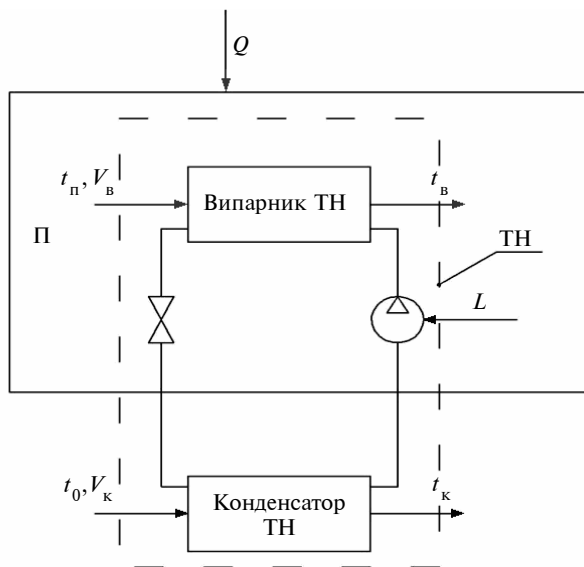 Q
t_п, V_в
Випарник ТН
t_в
П
ТН
L
t_0, V_к
Конденсатор
ТН
t_к